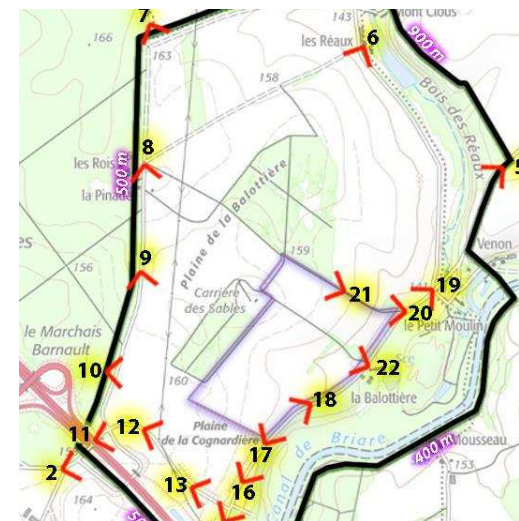 7
143
Mont Clous
166
163
les Réaux
6
900 m
158
Bois des Réaux
8
les Rois
500 m
la Pinade
Plaine de la Balottière
5
Venon
9
159
156
Carrière
des Sables
21
19
20
le Petit Moulin
le Marchais
Barnault
10
160
22
18
la Balottière
Plaine
de la Cognardière
17
11
12
2
Canal de Briare
400 m
Mousseau
153
164
13
16